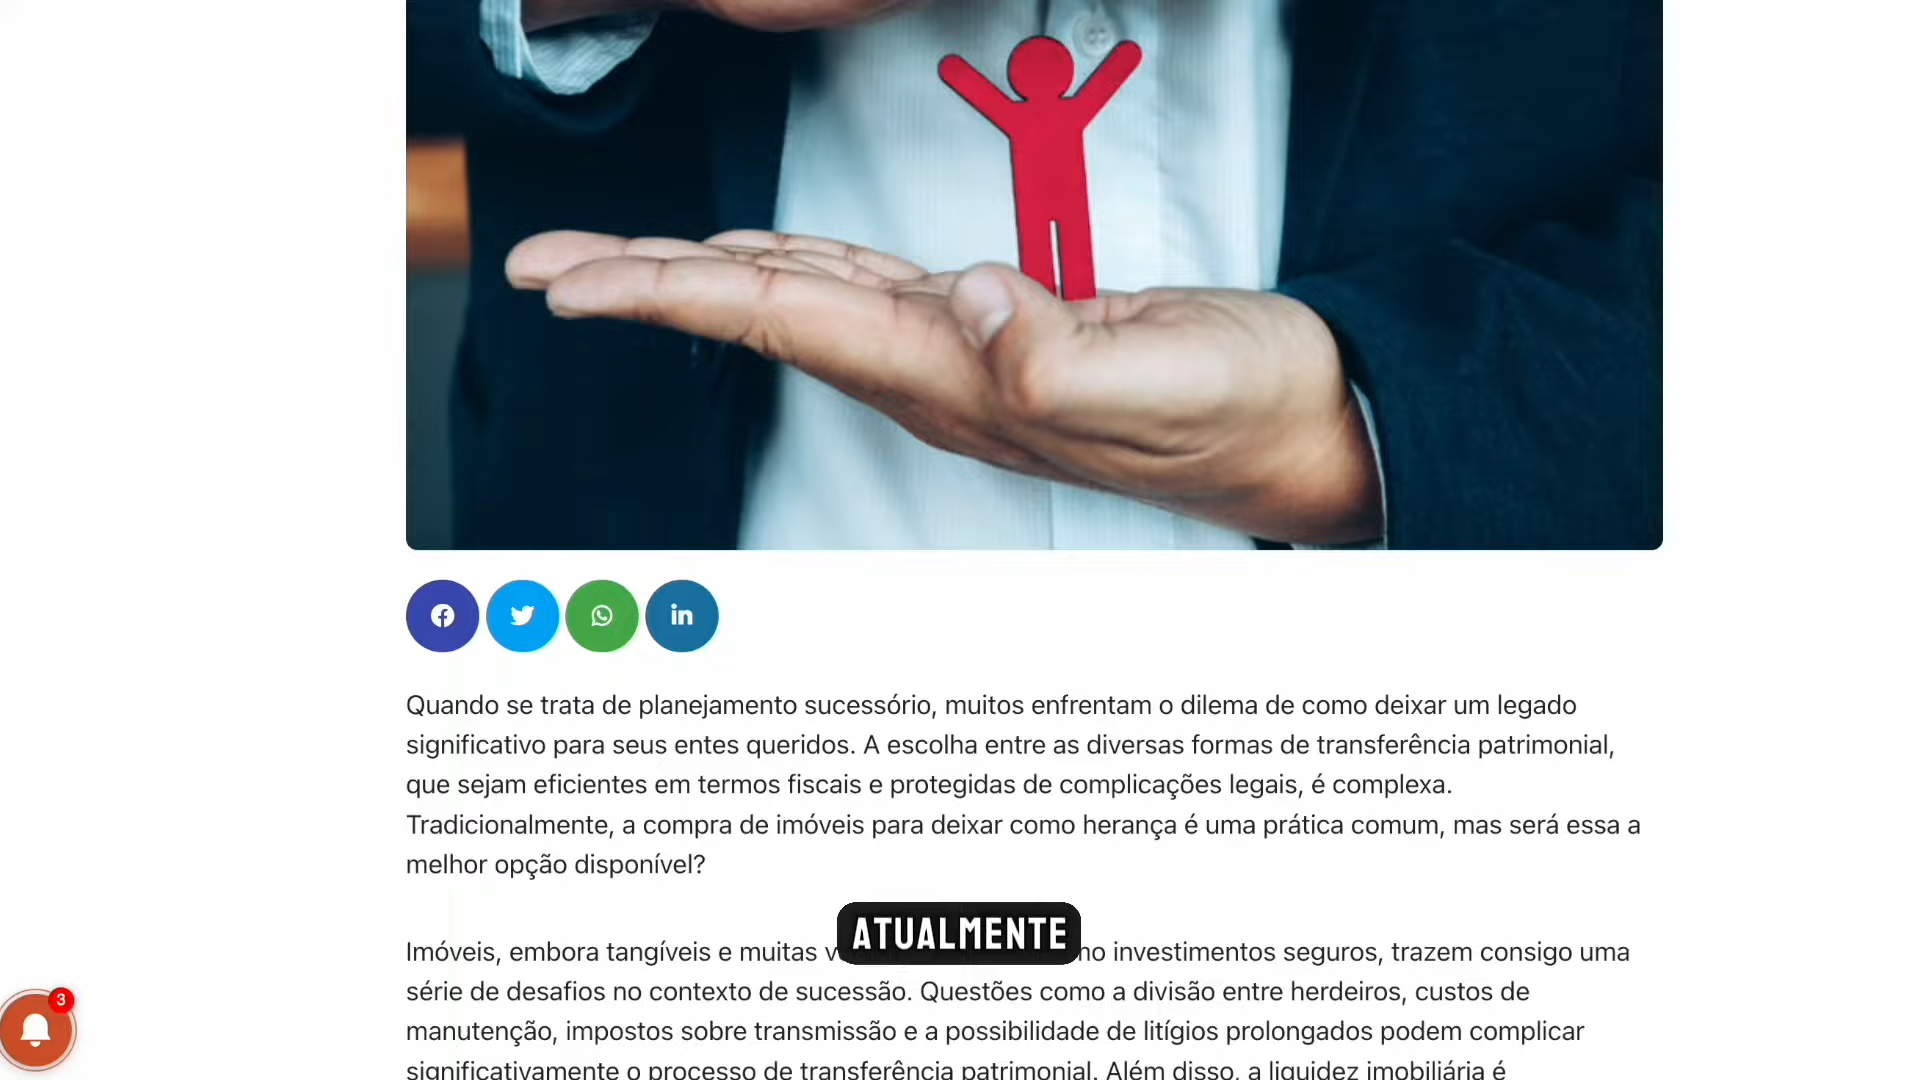 Quando se trata de planejamento sucessório, muitos enfrentam o dilema de como deixar um legado
significativo para seus entes queridos. A escolha entre as diversas formas de transferência patrimonial,
que sejam eficientes em termos fiscais e protegidas de complicações legais, é complexa.
Tradicionalmente, a compra de imóveis para deixar como herança é uma prática comum, mas será essa a
melhor opção disponível?
ATUALMENTE
Imóveis, embora tangíveis e muitas investimentos seguros, trazem consigo uma
série de desafios no contexto de sucessão. Questões como a divisão entre herdeiros, custos de
manutenção, impostos sobre transmissão e a possibilidade de litígios prolongados podem complicar
significativamente o processo de transferência patrimonial. Além disso, a liquidez imobiliária é
3